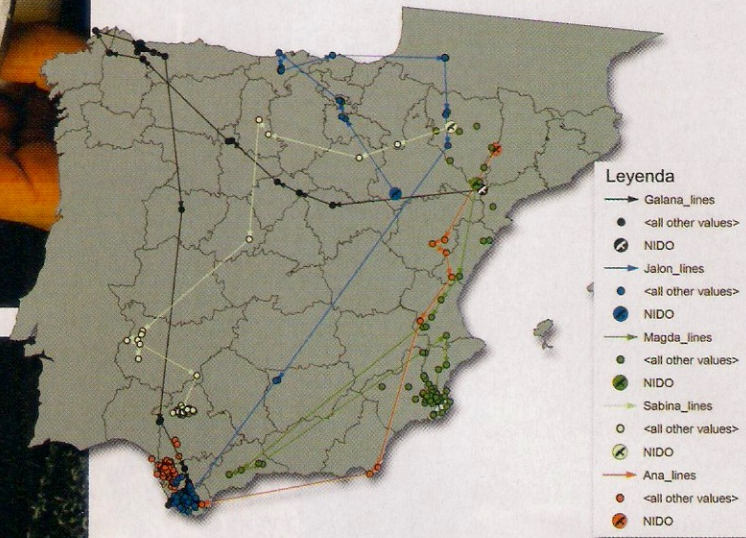 Leyenda
Galana_lines
<all other values>
NIDO
Jalon_lines
<all other values>
NIDO
Magda_lines
<all other values>
NIDO
Sabina_lines
<all other values>
NIDO
Ana_lines
<all other values>
NIDO